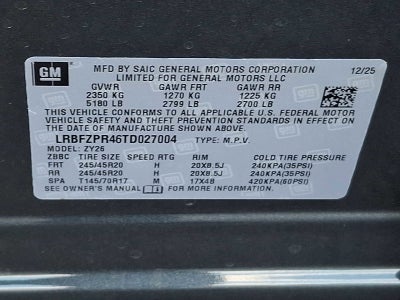 GM
MFD BY SAIC GENERAL MOTORS CORPORATION 12/25
LIMITED FOR GENERAL MOTORS LLC
GVWR GAWR FRT GAWR RR
2350 KG 1270 KG 1225 KG
5180 LB 2799 LB 2700 LB
THIS VEHICLE CONFORMS TO ALL APPLICABLE U.S. FEDERAL MOTOR
VEHICLE SAFETY AND THEFT PREVENTION STANDARDS IN EFFECT ON THE
DATE OF MANUFACTURE SHOWN ABOVE.
LRBFZPR46TD027004 TYPE: M.P.V.
MODEL: ZY26
ZBBC TIRE SIZE SPEED RTG RIM COLD TIRE PRESSURE
FRT 245/45R20 H 20X8.5J 240KPA(35PSI)
RR 245/45R20 H 20X8.5J 240KPA(35PSI)
SPA T145/70R17 M 17X4B 420KPA(60PSI)
SEE OWNER'S MANUAL FOR MORE INFORMATION.